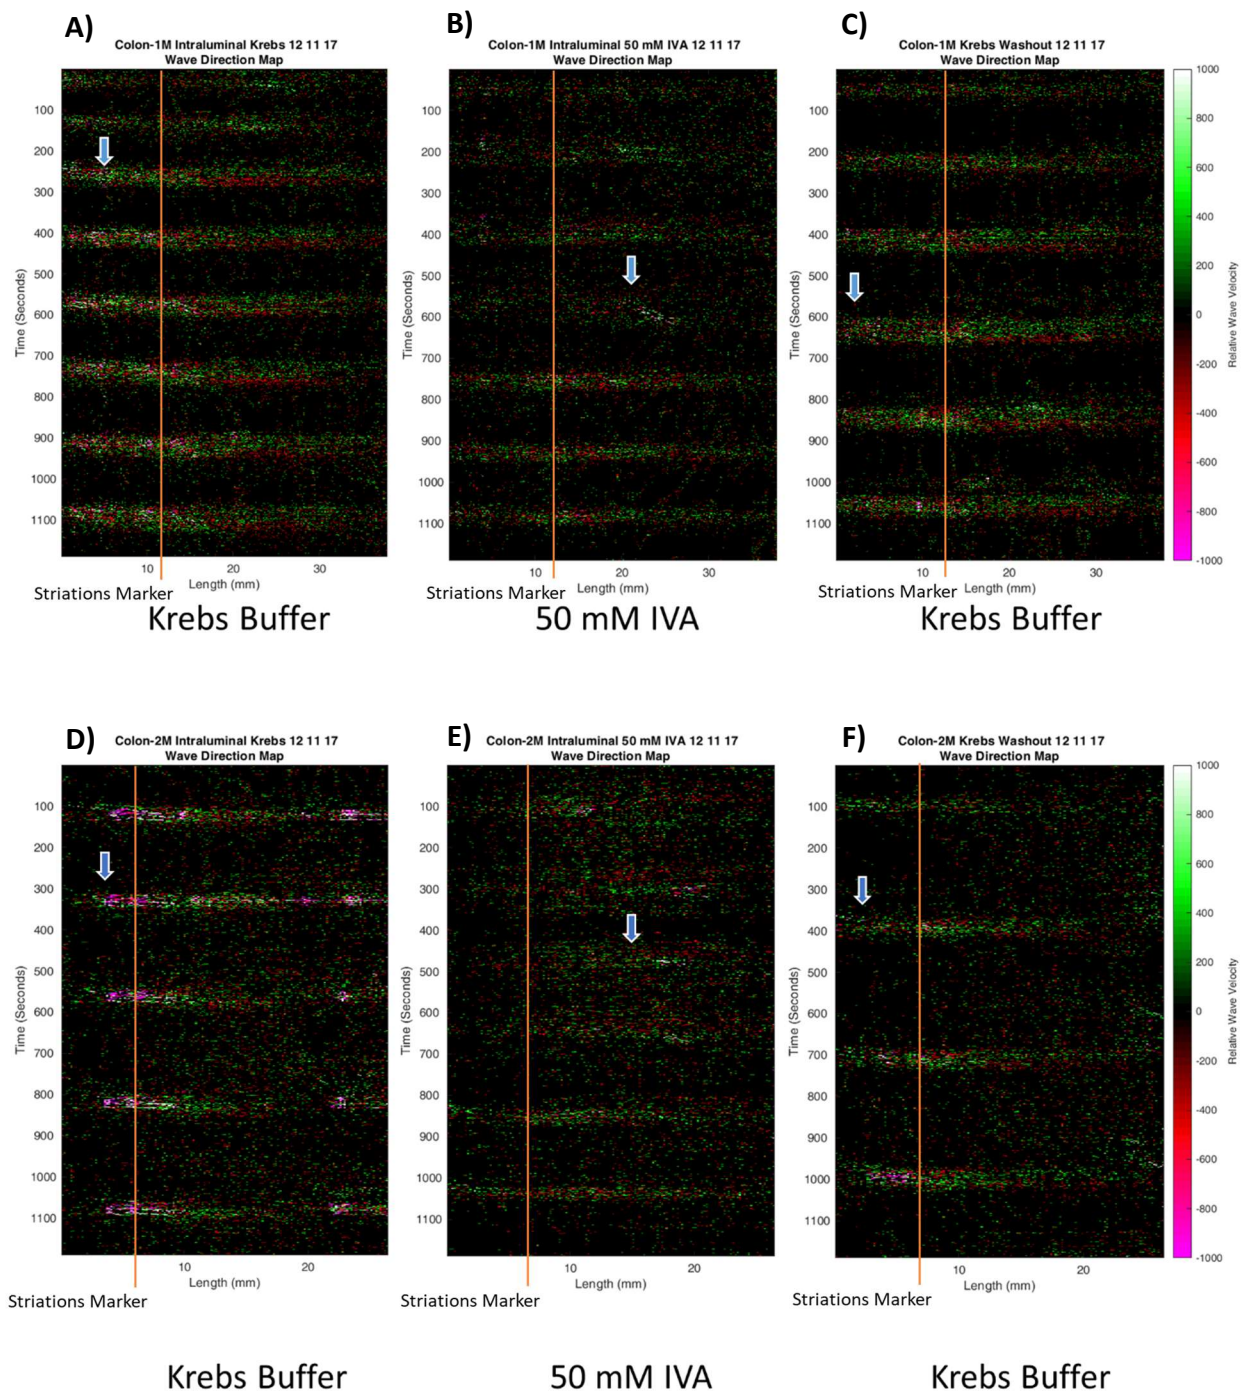 A)
Colon-1M Intraluminal Krebs 12 11 17
Wave Direction Map
100
200
300
400
500
600
700
800
900
1000
1100
Time (Seconds)
10
20
30
Length (mm)
Striations Marker
Krebs Buffer
B)
Colon-1M Intraluminal 50 mM IVA 12 11 17
Wave Direction Map
100
200
300
400
500
600
700
800
900
1000
1100
Time (Seconds)
10
20
30
Length (mm)
Striations Marker
50 mM IVA
C)
Colon-1M Krebs Washout 12 11 17
Wave Direction Map
100
200
300
400
500
600
700
800
900
1000
1100
Time (Seconds)
10
20
30
Length (mm)
Striations Marker
Krebs Buffer
1000
800
600
400
200
0
-200
-400
-600
-800
-1000
Relative Wave Velocity
D)
Colon-2M Intraluminal Krebs 12 11 17
Wave Direction Map
100
200
300
400
500
600
700
800
900
1000
1100
Time (Seconds)
10
20
Length (mm)
Striations Marker
Krebs Buffer
E)
Colon-2M Intraluminal 50 mM IVA 12 11 17
Wave Direction Map
100
200
300
400
500
600
700
800
900
1000
1100
Time (Seconds)
10
20
Length (mm)
Striations Marker
50 mM IVA
F)
Colon-2M Krebs Washout 12 11 17
Wave Direction Map
100
200
300
400
500
600
700
800
900
1000
1100
Time (Seconds)
10
20
Length (mm)
Striations Marker
Krebs Buffer
1000
800
600
400
200
0
-200
-400
-600
-800
-1000
Relative Wave Velocity